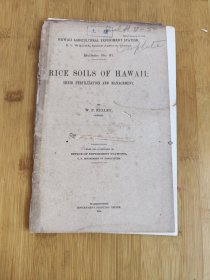 HAWAII AGRICULTURAL EXPERIMENT STATION,
Bulletin No. 31.
RICE SOILS OF HAWAII:
THEIR FERTILIZATION AND MANAGEMENT.
BY
W. P. KELLEY,
UNDER THE SUPERVISION OF
OFFICE OF EXPERIMENT STATIONS,
U. S. DEPARTMENT OF AGRICULTURE.
WASHINGTON:
GOVERNMENT PRINTING OFFICE.